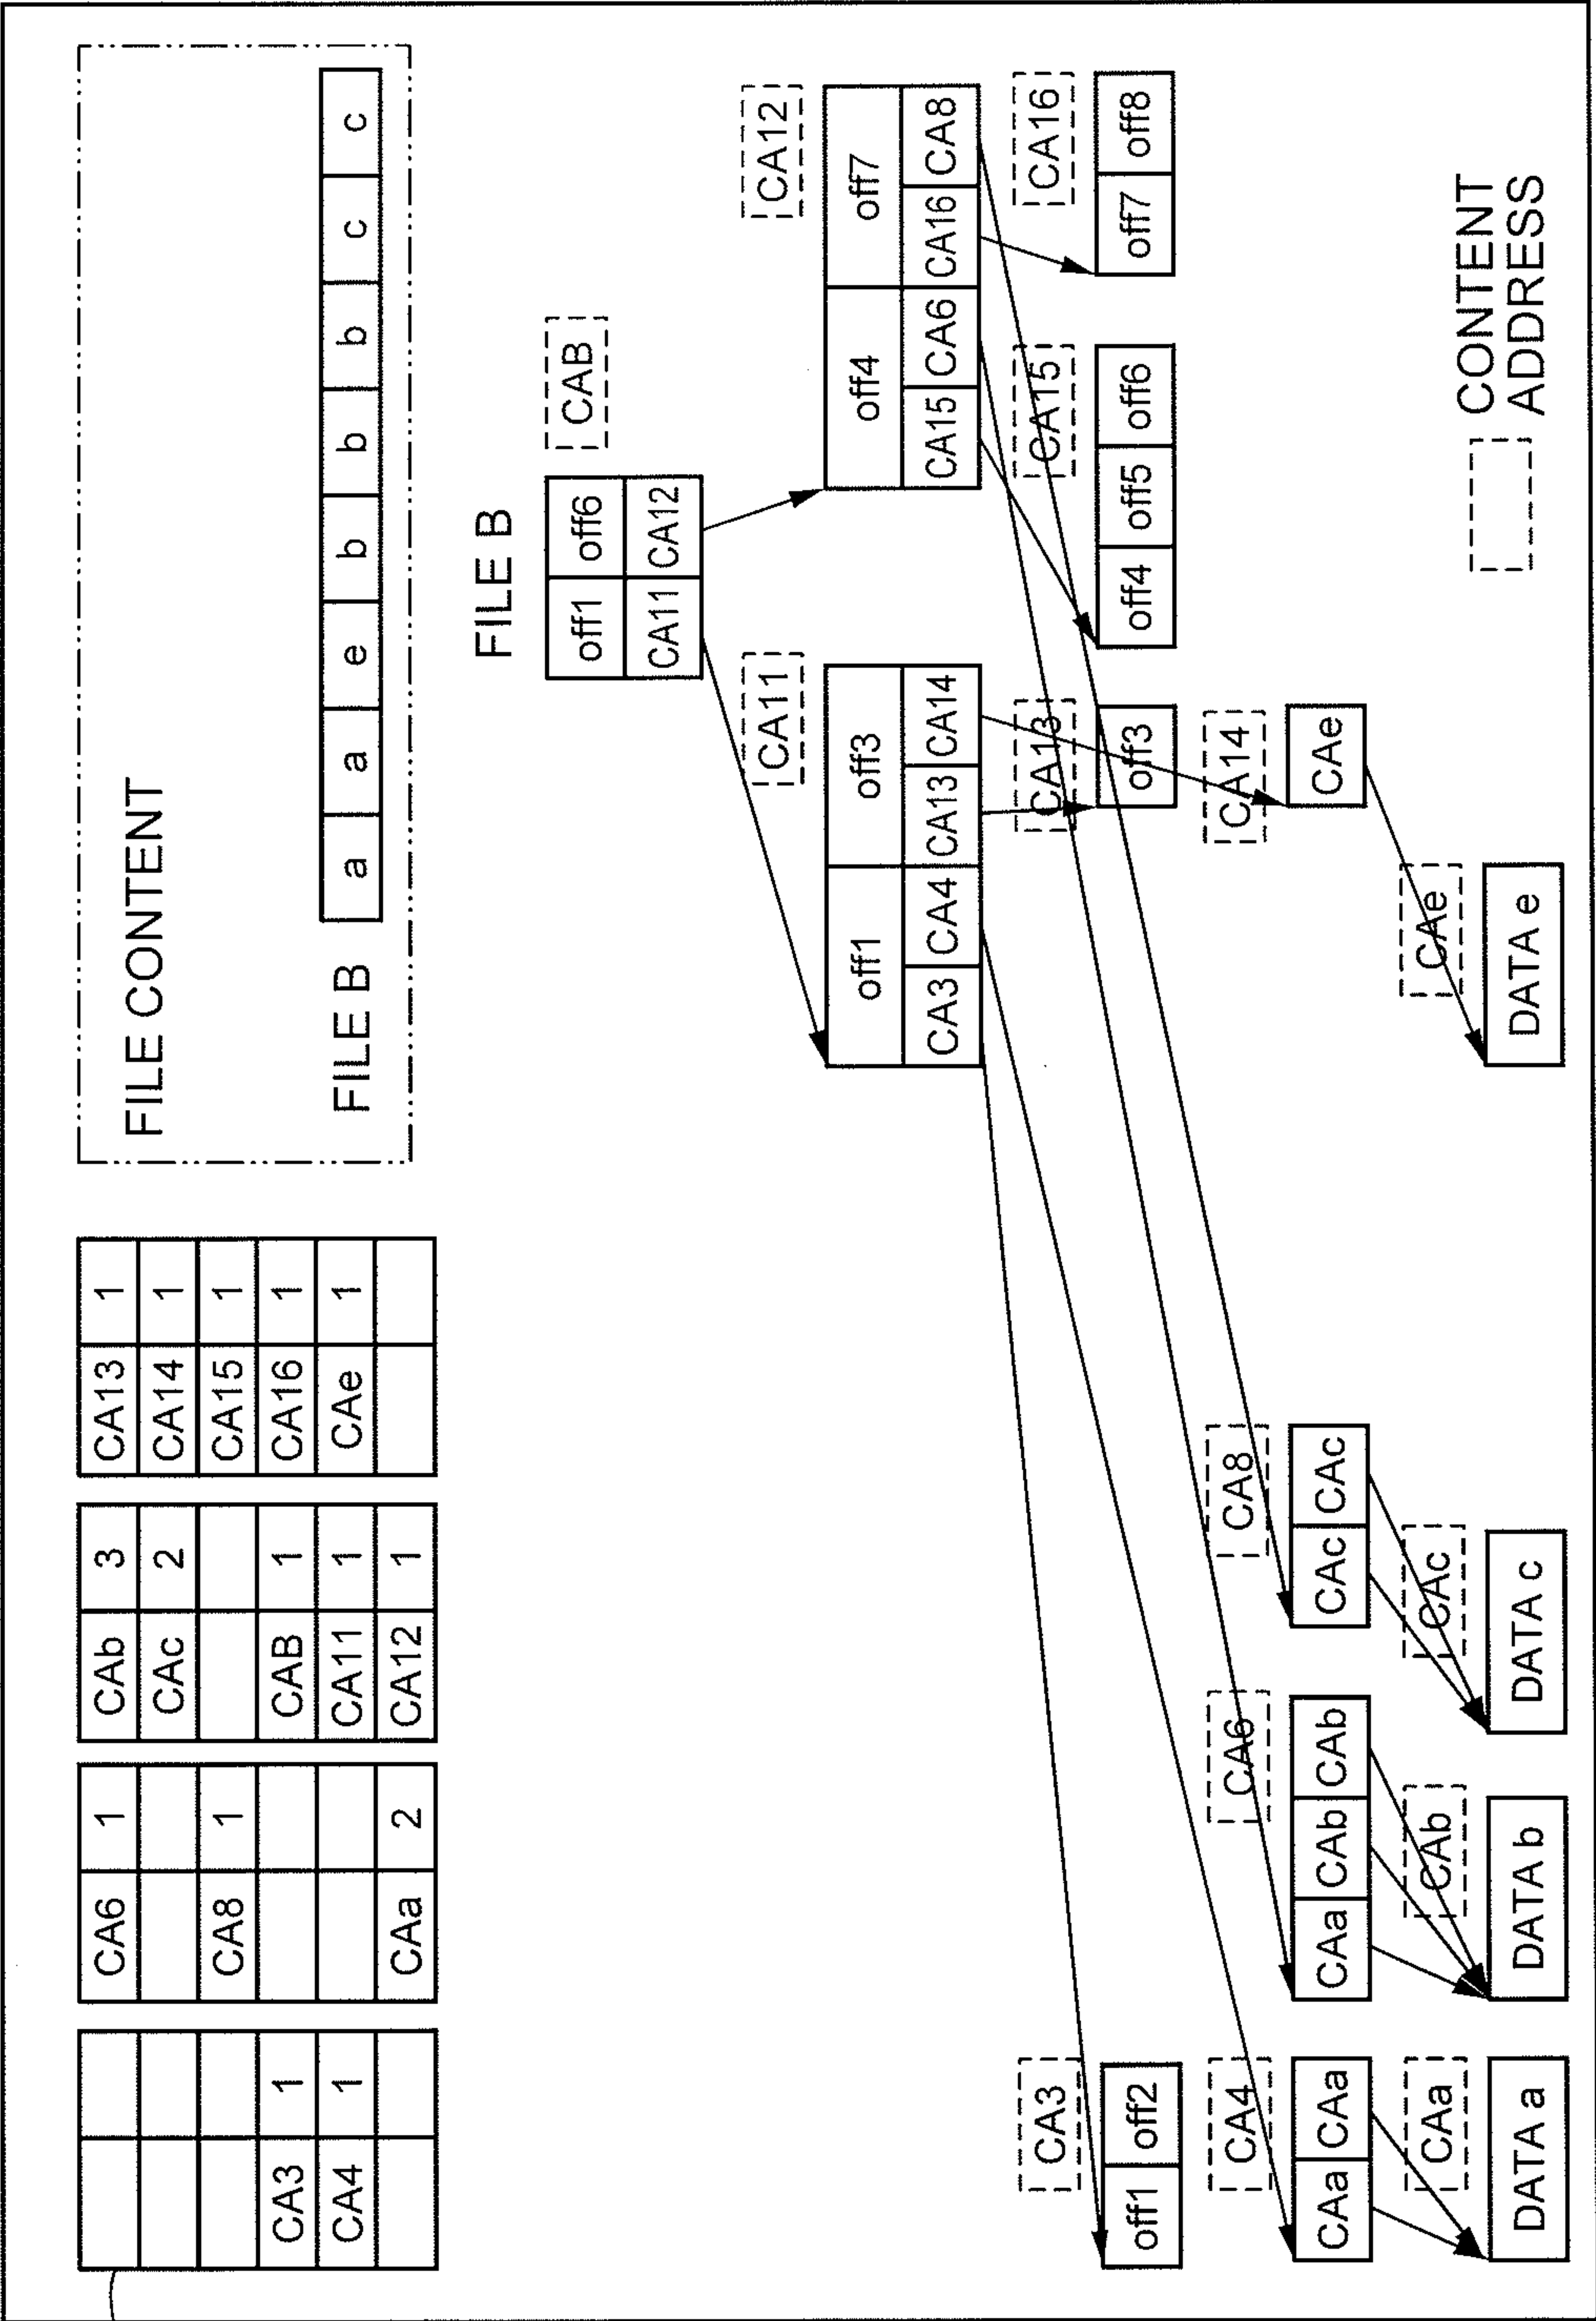 CA3 1
CA4 1
CA6 1
CA8 1
CAa 2
CAb 3
CAc 2
CAB 1
CA11 1
CA12 1
CA13 1
CA14 1
CA15 1
CA16 1
CAe 1
FILE CONTENT
FILE B a a e b b b c c
FILE B
off1 off6 CAB
CA11 CA12
CA11
CA12
off1 off3
CA3 CA4 CA13 CA14
off4 off7
CA15 CA6 CA16 CA8
CA3
CA13
CA15
CA16
off1 off2
off3
off4 off5 off6
off7 off8
CA4
CA6
CA8
CA14
CAa CAa
CAa CAb CAb
CAc CAc
CAe
CAa
CAb
CAc
CAe
DATA a
DATA b
DATA c
DATA e
CONTENT
ADDRESS